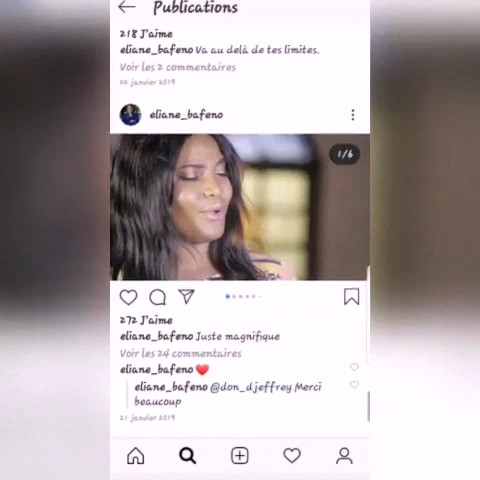 Publications
218 J'aime
eliane_bafeno Va au delà de tes limites.
Voir les 2 commentaires
22 janvier 2019
eliane_bafeno
1/6
272 J'aime
eliane_bafeno Juste magnifique
Voir les 24 commentaires
eliane_bafeno ❤️
eliane_bafeno @don_djeffrey Merci
beaucoup
21 janvier 2019